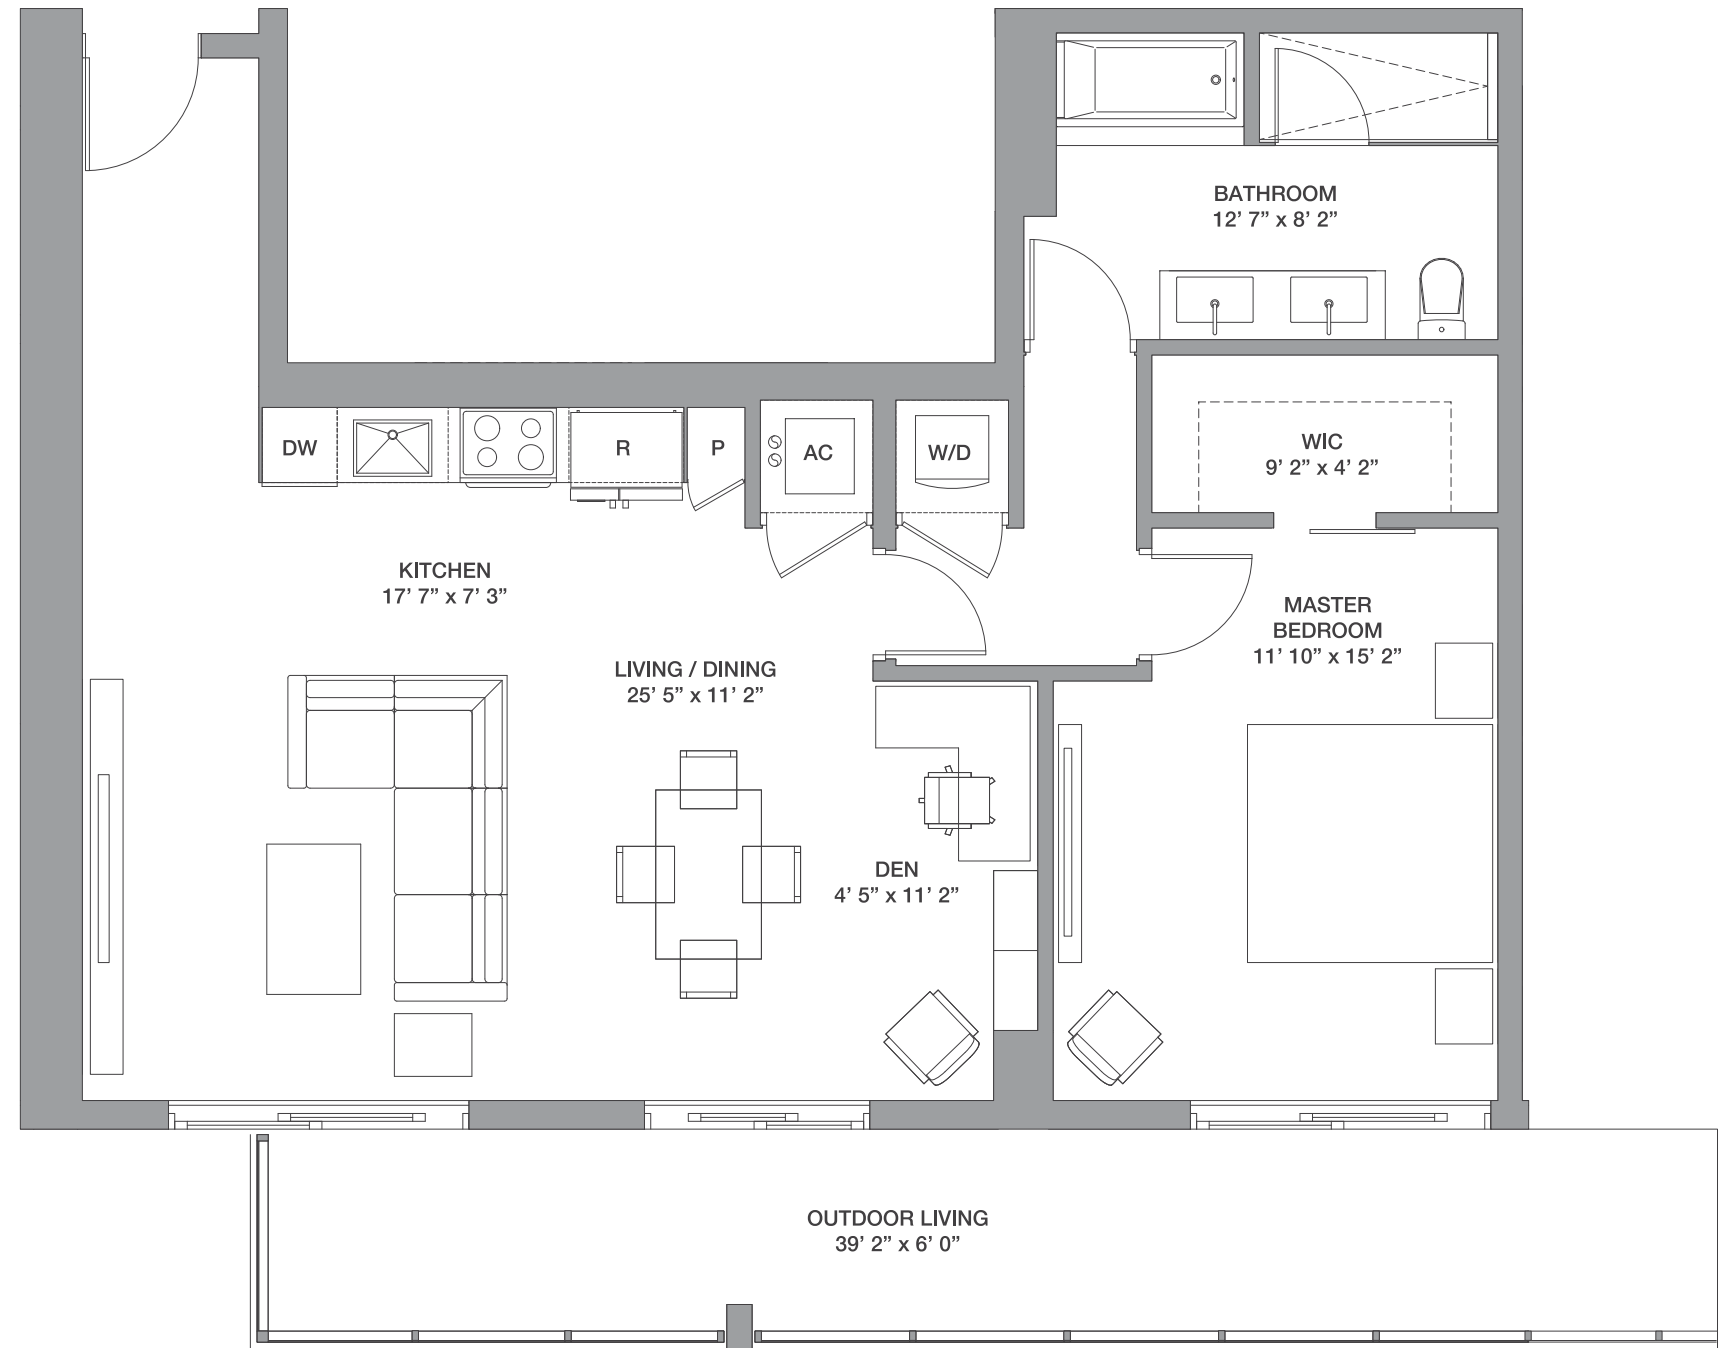 BATHROOM
12’ 7” x 8’ 2”
DW
R
P
AC
W/D
WIC
9’ 2” x 4’ 2”
KITCHEN
17’ 7” x 7’ 3”
MASTER
BEDROOM
11’ 10” x 15’ 2”
LIVING / DINING
25’ 5” x 11’ 2”
DEN
4’ 5” x 11’ 2”
OUTDOOR LIVING
39’ 2” x 6’ 0”